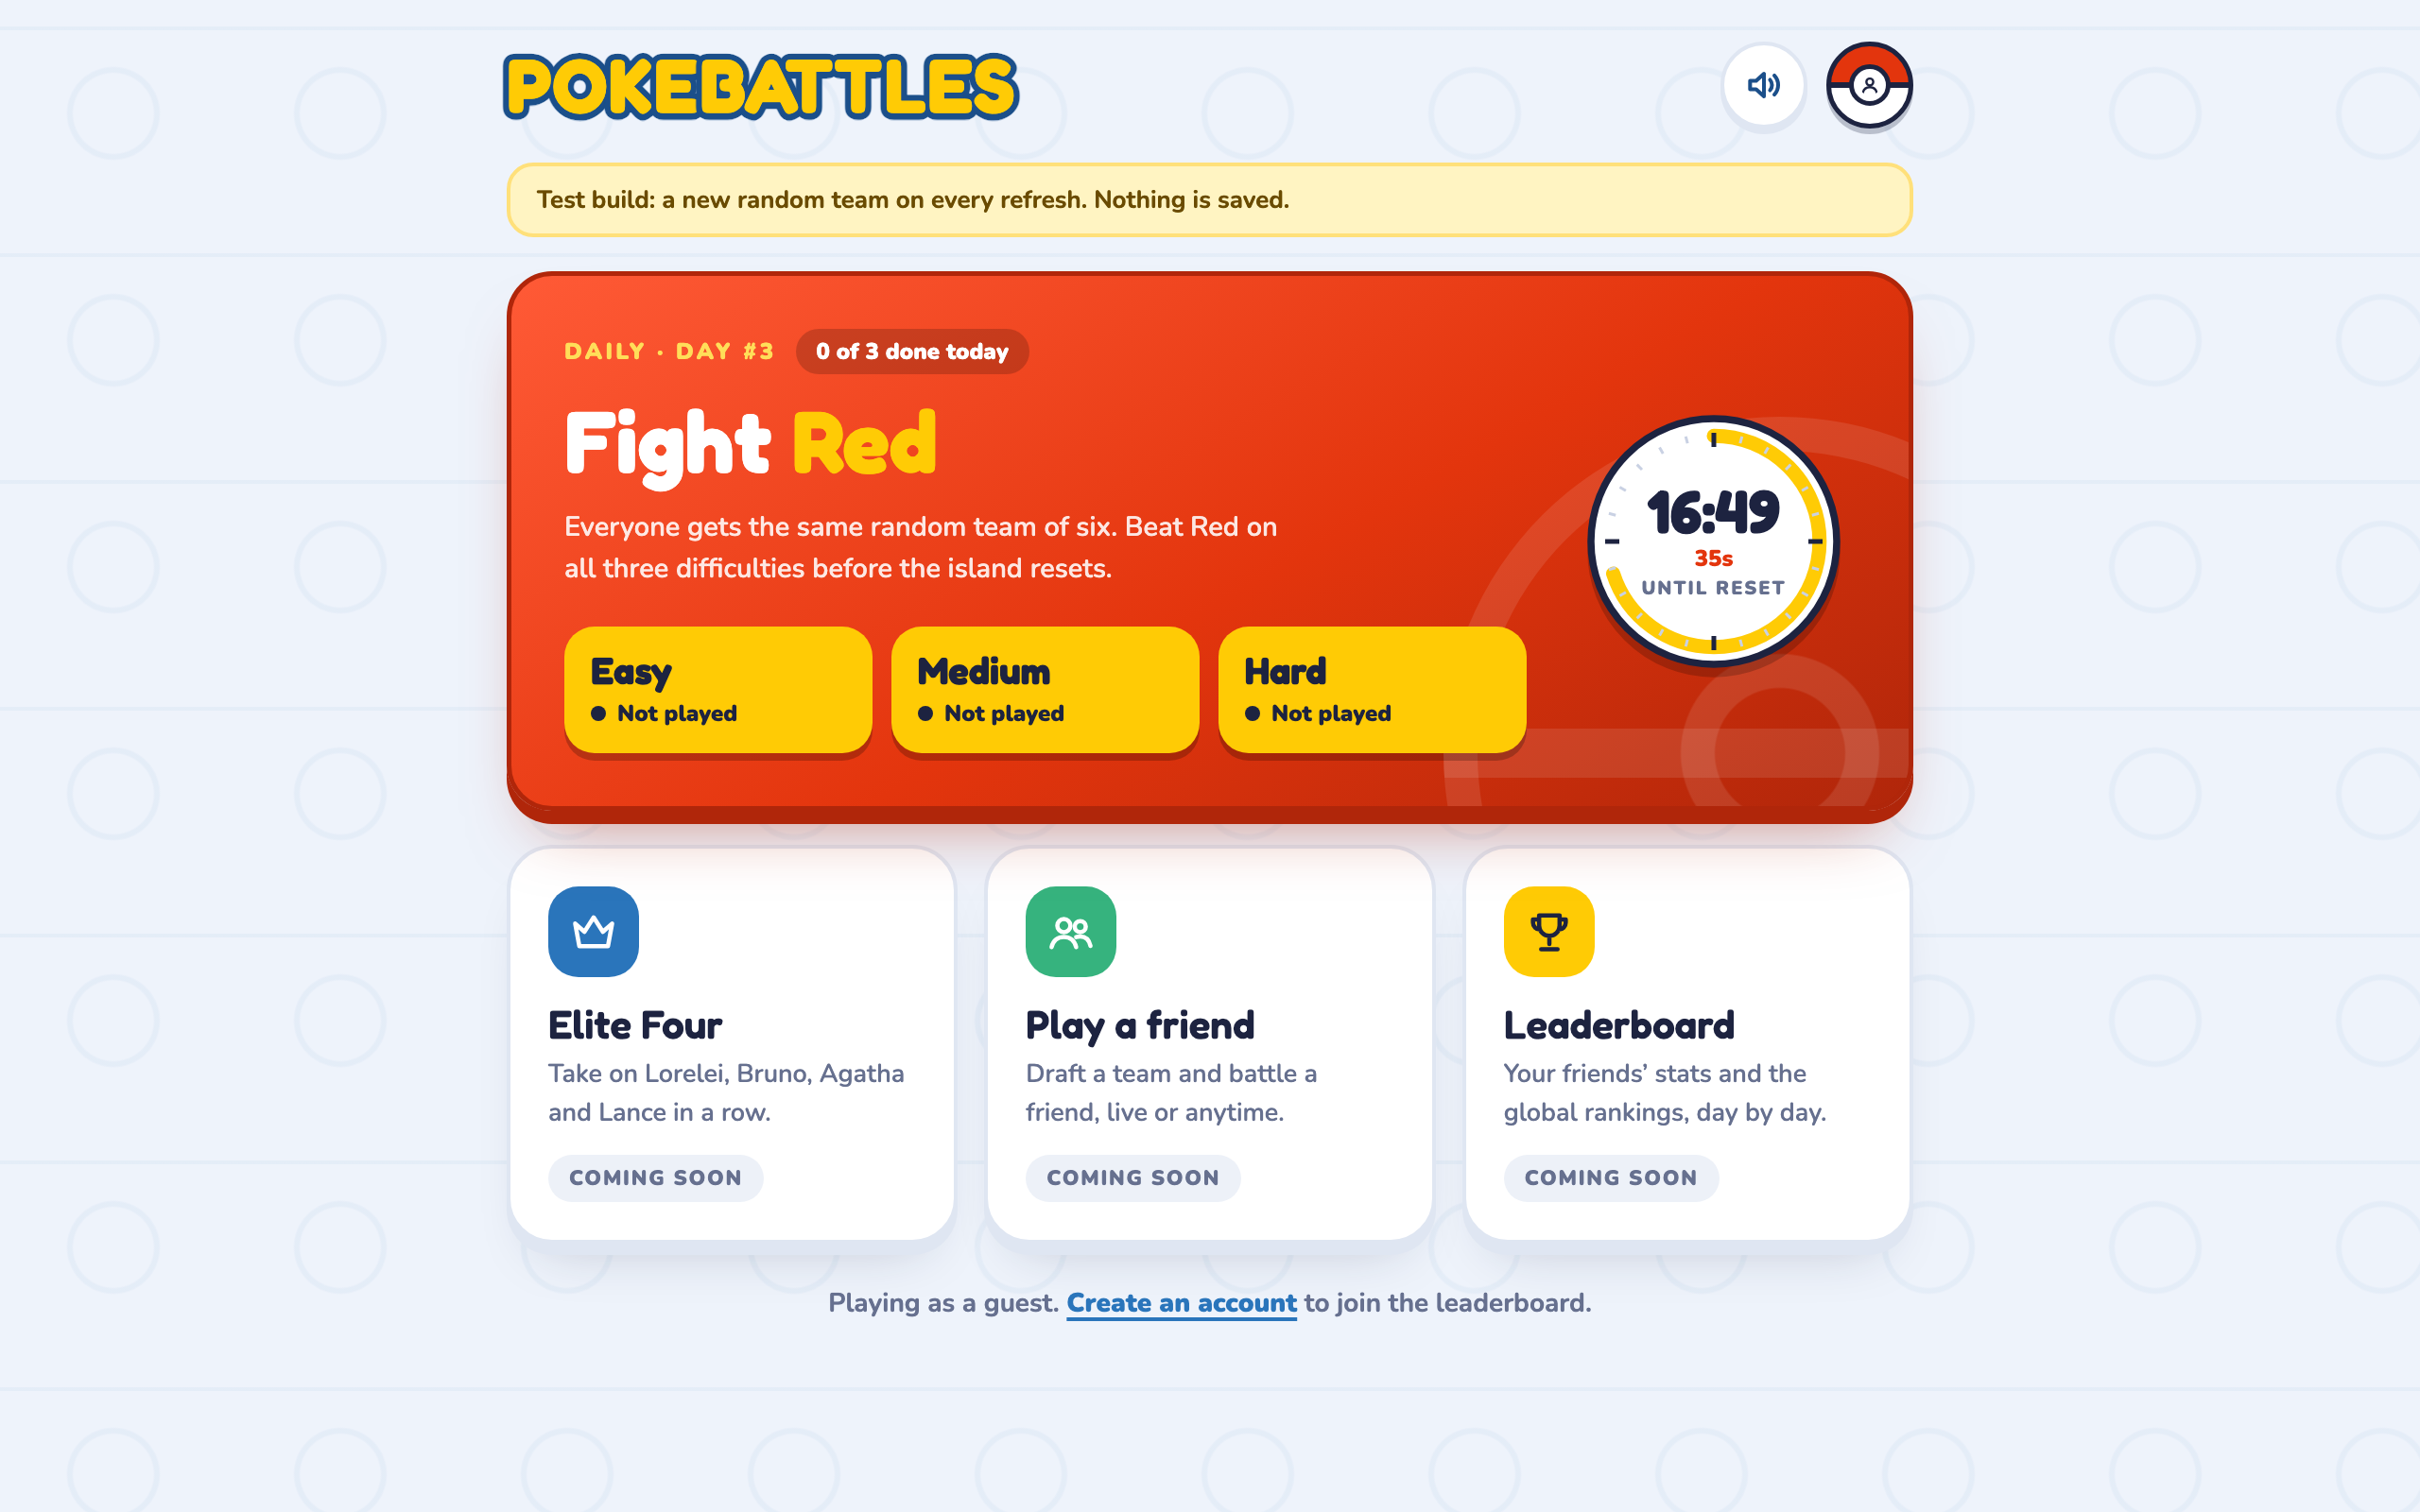 POKEBATTLES
Test build: a new random team on every refresh. Nothing is saved.
DAILY · DAY #3
0 of 3 done today
Fight Red
Everyone gets the same random team of six. Beat Red on
all three difficulties before the island resets.
16:49
35s
UNTIL RESET
Easy
Not played
Medium
Not played
Hard
Not played
Elite Four
Take on Lorelei, Bruno, Agatha
and Lance in a row.
COMING SOON
Play a friend
Draft a team and battle a
friend, live or anytime.
COMING SOON
Leaderboard
Your friends’ stats and the
global rankings, day by day.
COMING SOON
Playing as a guest. Create an account to join the leaderboard.